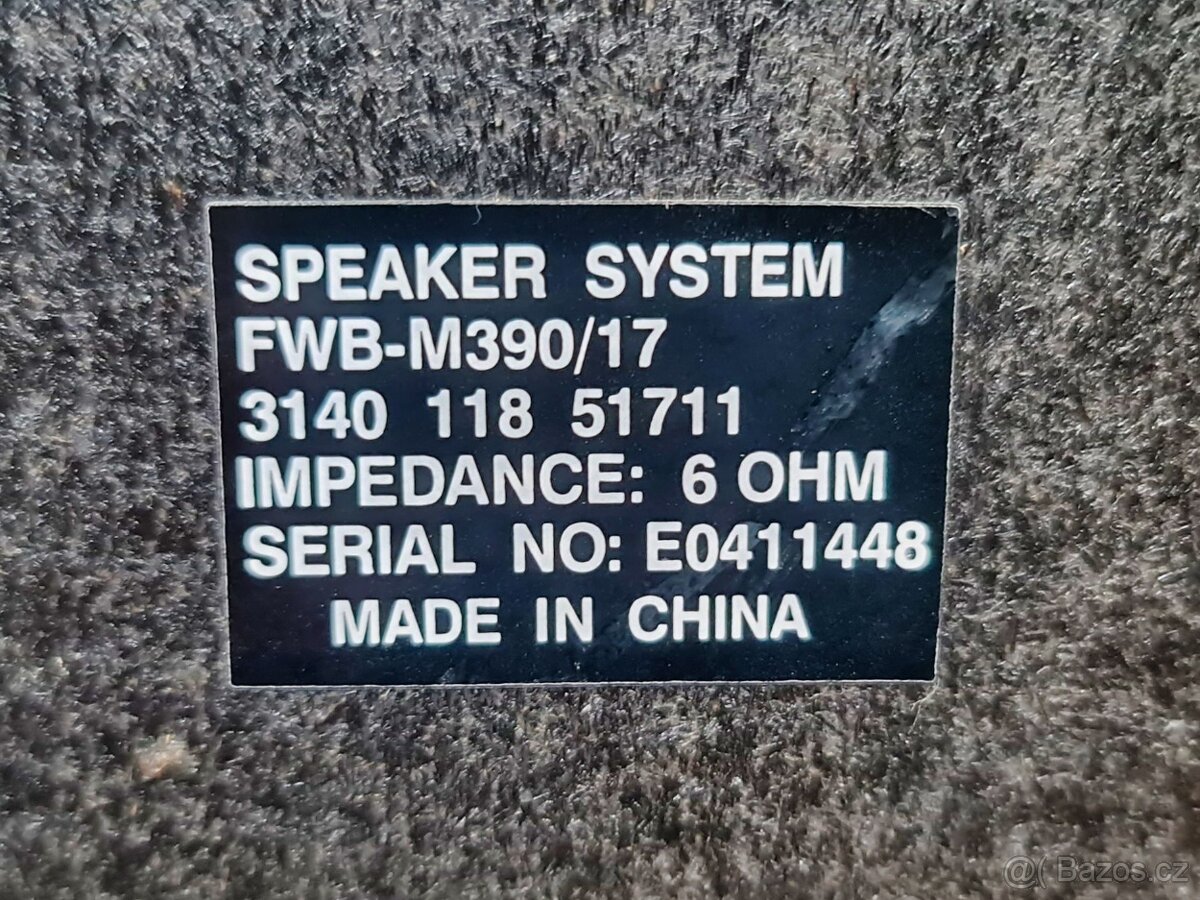 SPEAKER SYSTEM
FWB-M390/17
3140 118 51711
IMPEDANCE: 6 OHM
SERIAL NO: E0411448
MADE IN CHINA
@( Bazos.cz